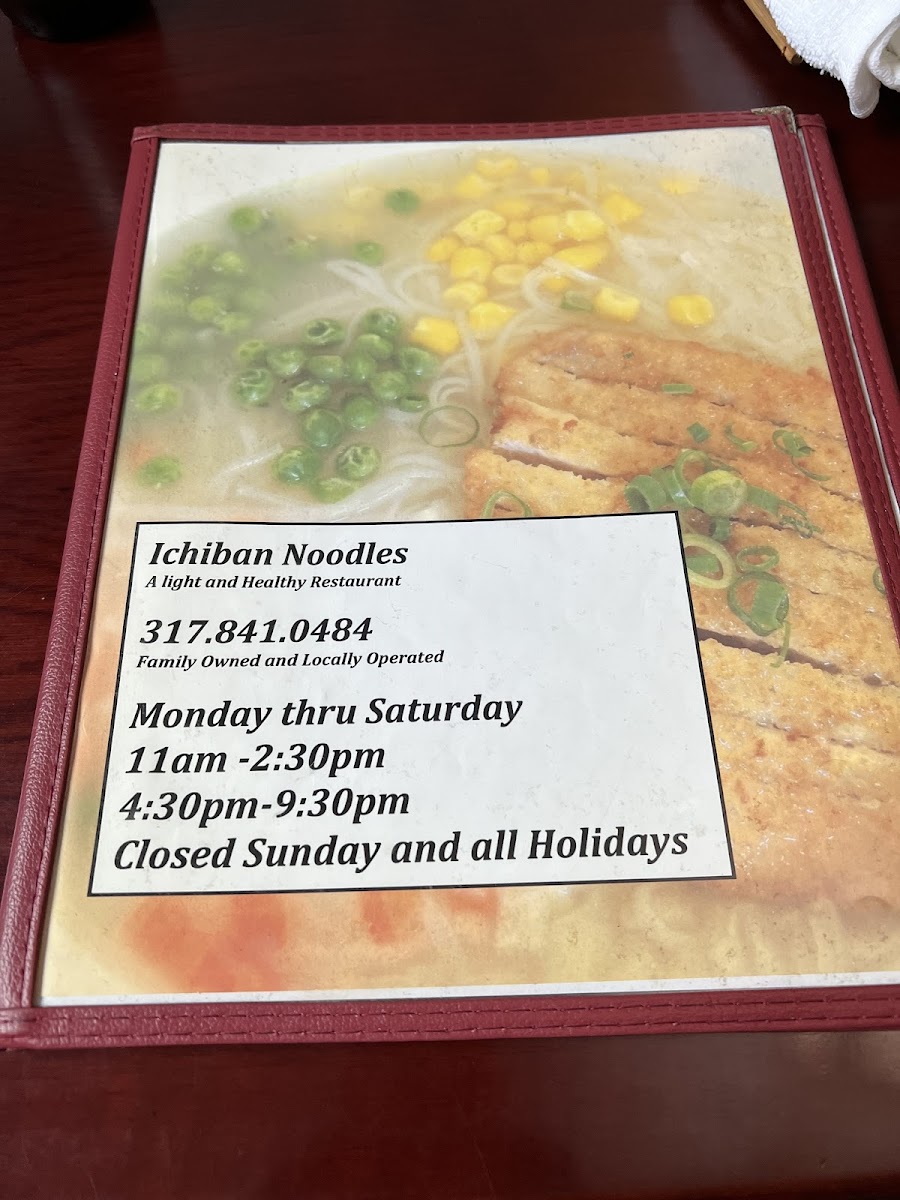 Ichiban Noodles
A light and Healthy Restaurant
317.841.0484
Family Owned and Locally Operated
Monday thru Saturday
11am -2:30pm
4:30pm-9:30pm
Closed Sunday and all Holidays